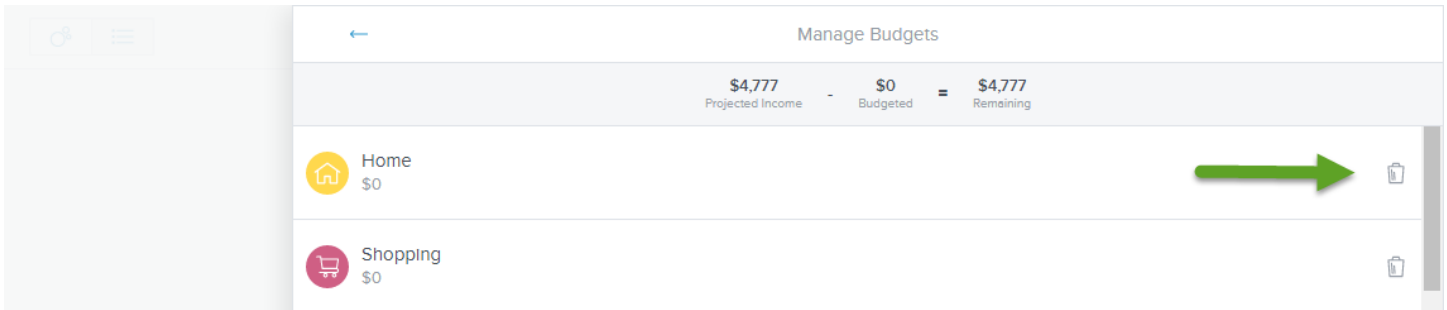 Manage Budgets
$4,777 - $0 = $4,777
Projected Income Budgeted Remaining
Home
$0
Shopping
$0